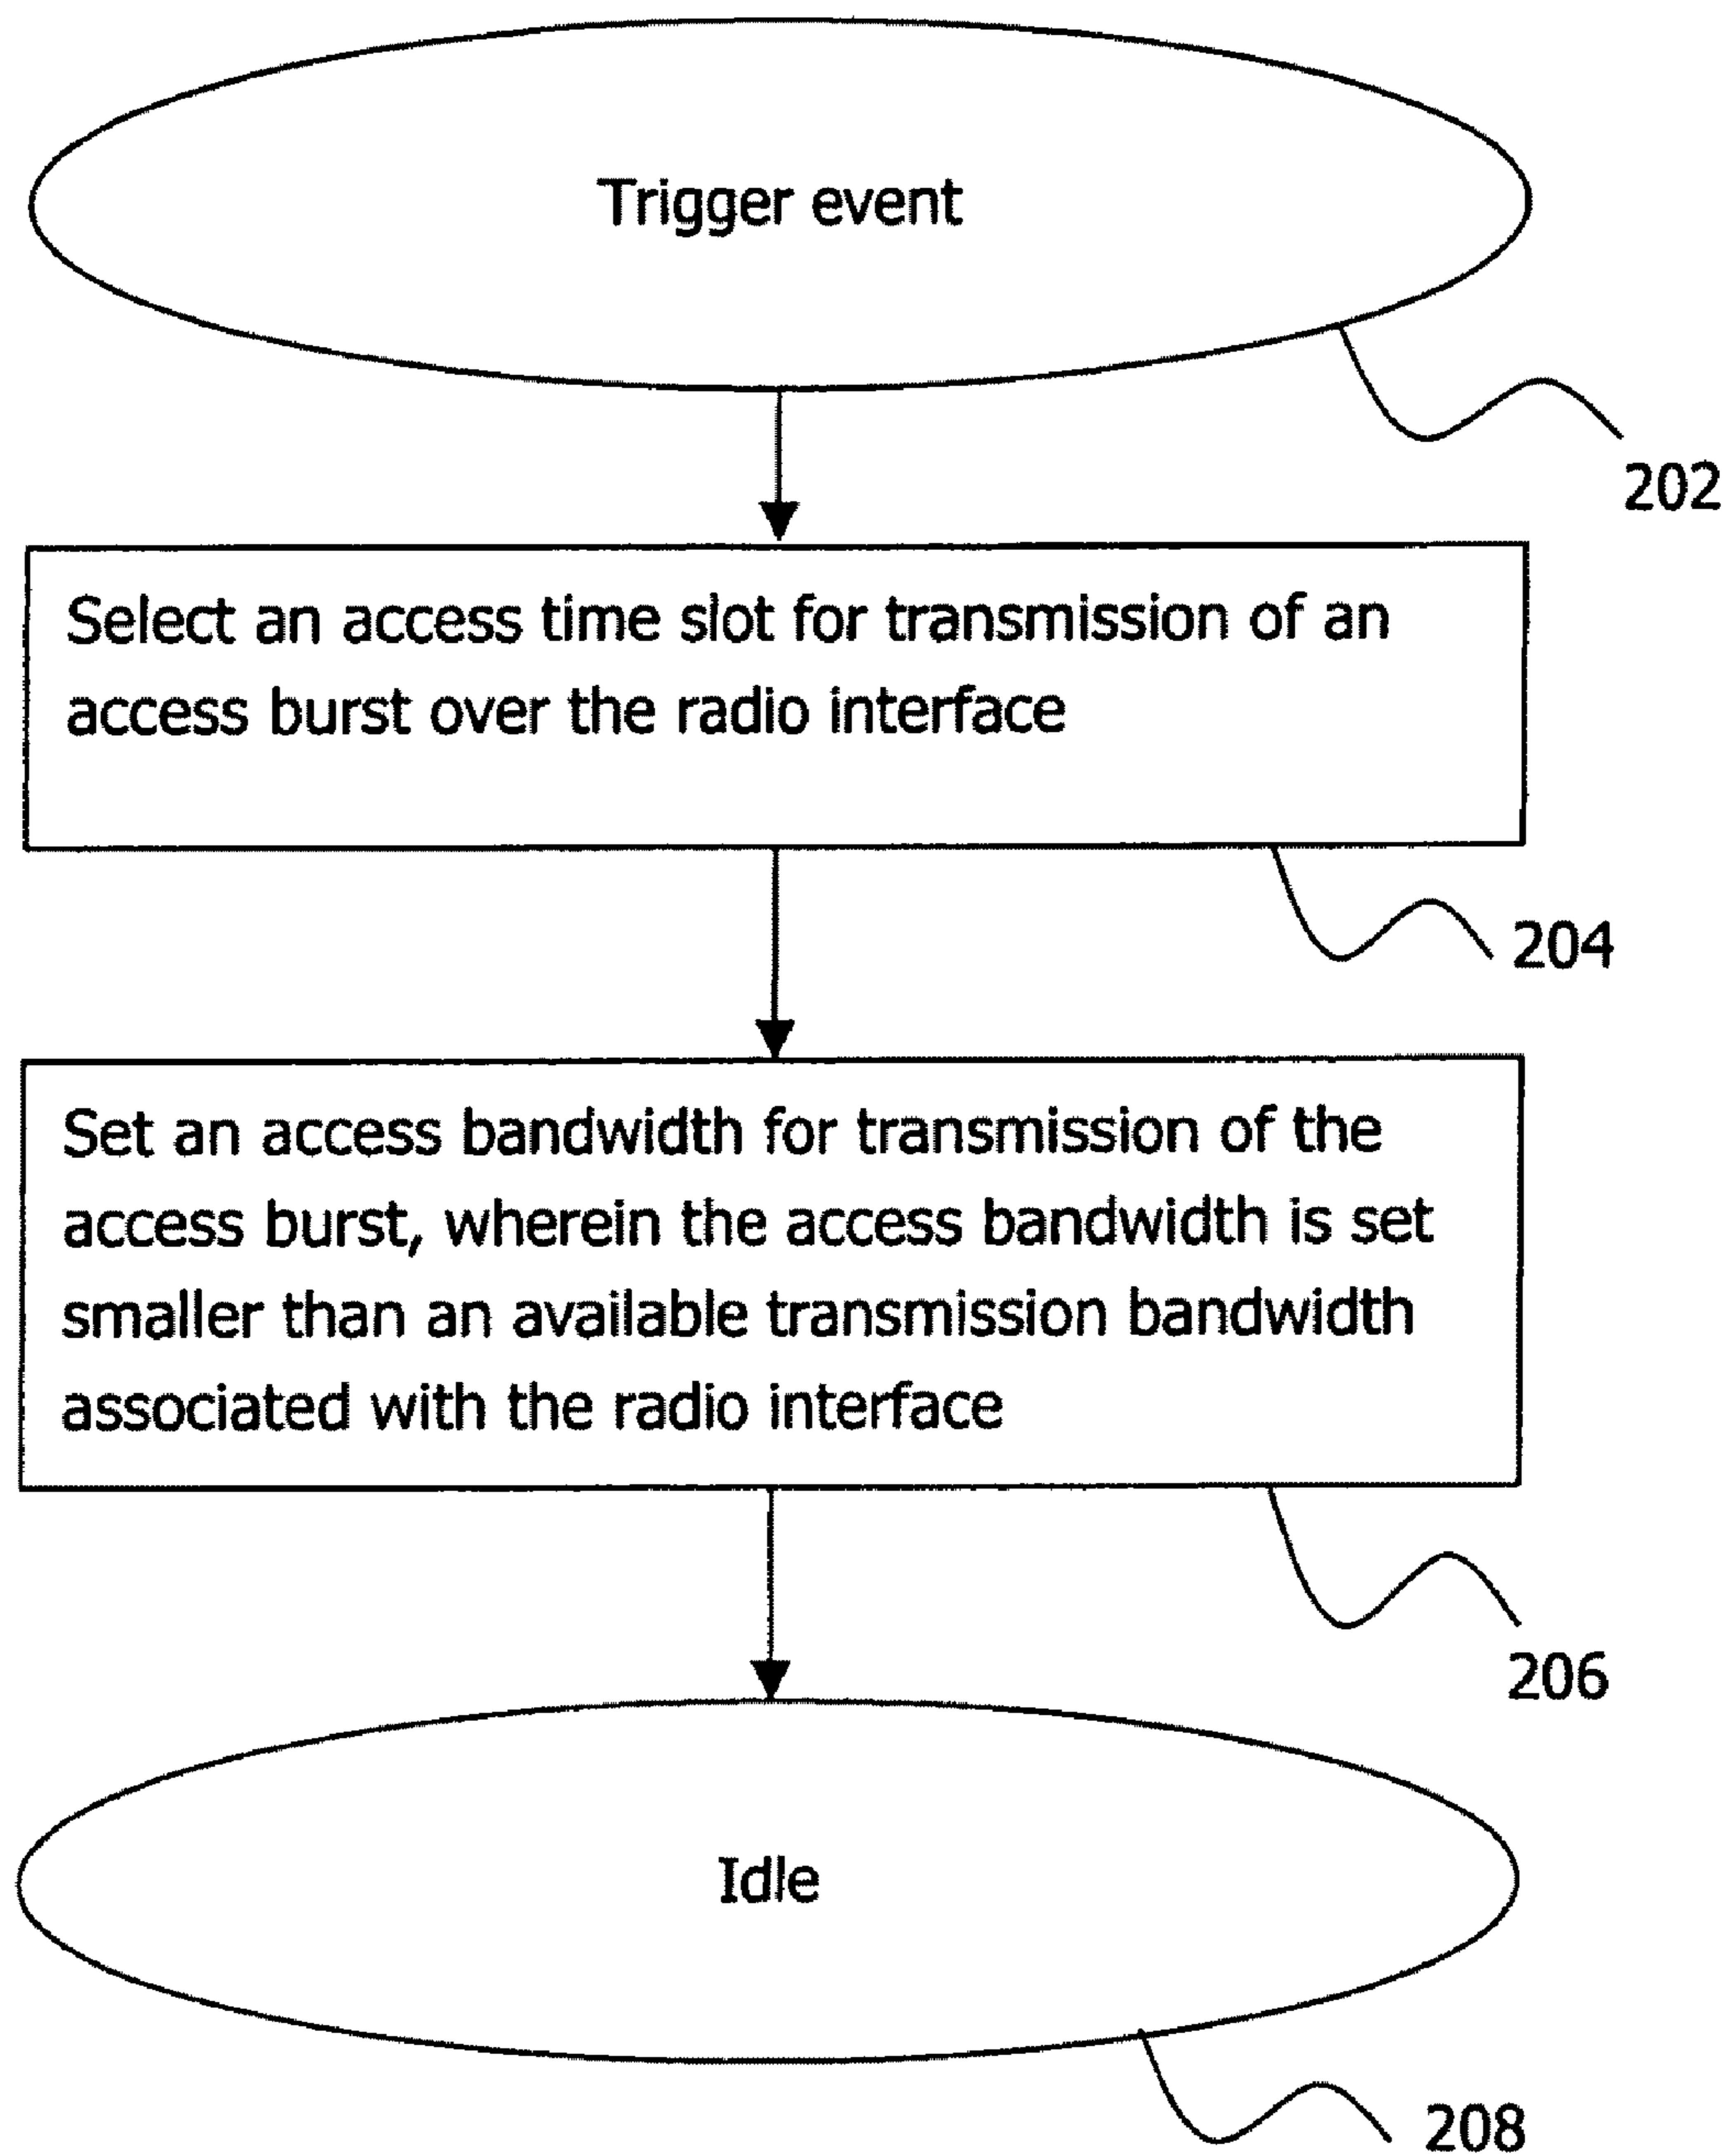 Trigger event
202
Select an access time slot for transmission of an
access burst over the radio interface
204
Set an access bandwidth for transmission of the
access burst, wherein the access bandwidth is set
smaller than an available transmission bandwidth
associated with the radio interface
206
Idle
208